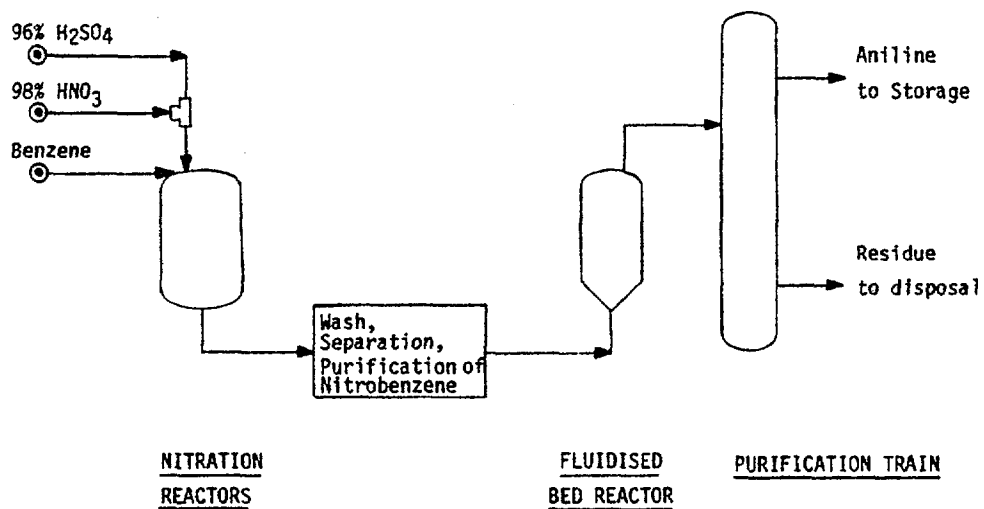 96% H₂SO₄
98% HNO₃
Benzene
Aniline
to Storage
Residue
to disposal
Wash,
Separation,
Purification of
Nitrobenzene
NITRATION
REACTORS
FLUIDISED
BED REACTOR
PURIFICATION TRAIN